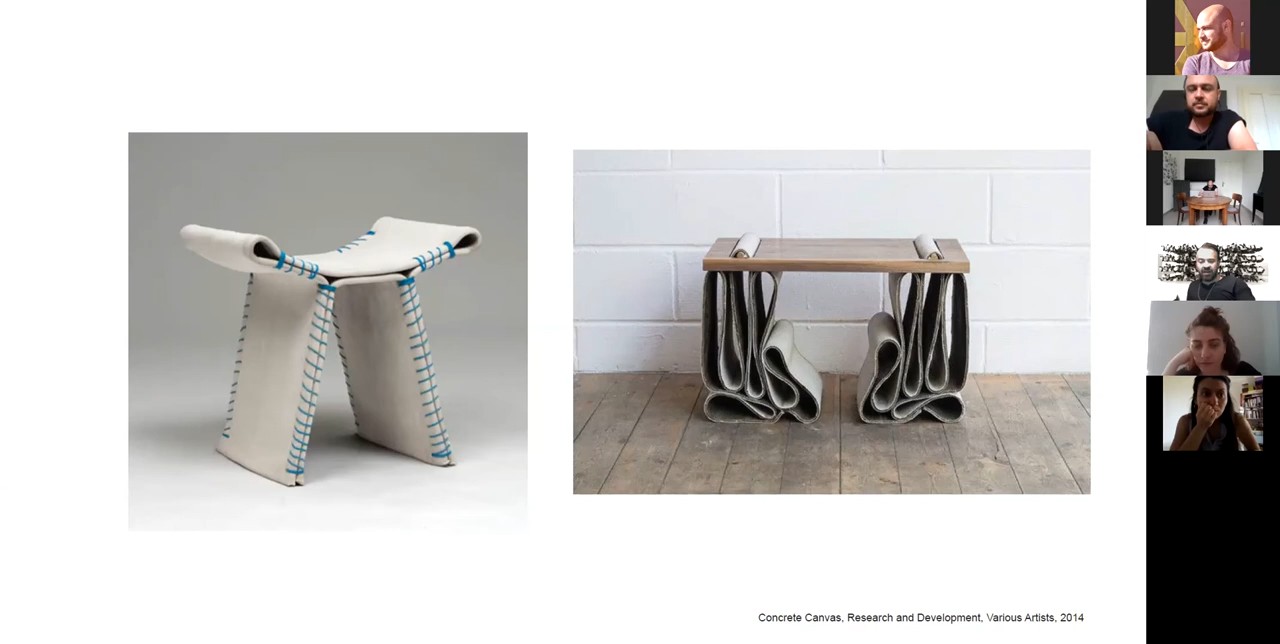 Concrete Canvas, Research and Development, Various Artists, 2014